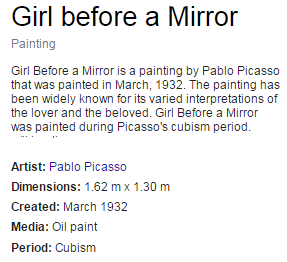 Girl before a Mirror
Painting
Girl Before a Mirror is a painting by Pablo Picasso
that was painted in March, 1932. The painting has
been widely known for its varied interpretations of
the lover and the beloved. Girl Before a Mirror
was painted during Picasso's cubism period.
Artist: Pablo Picasso
Dimensions: 1.62 m x 1.30 m
Created: March 1932
Media: Oil paint
Period: Cubism